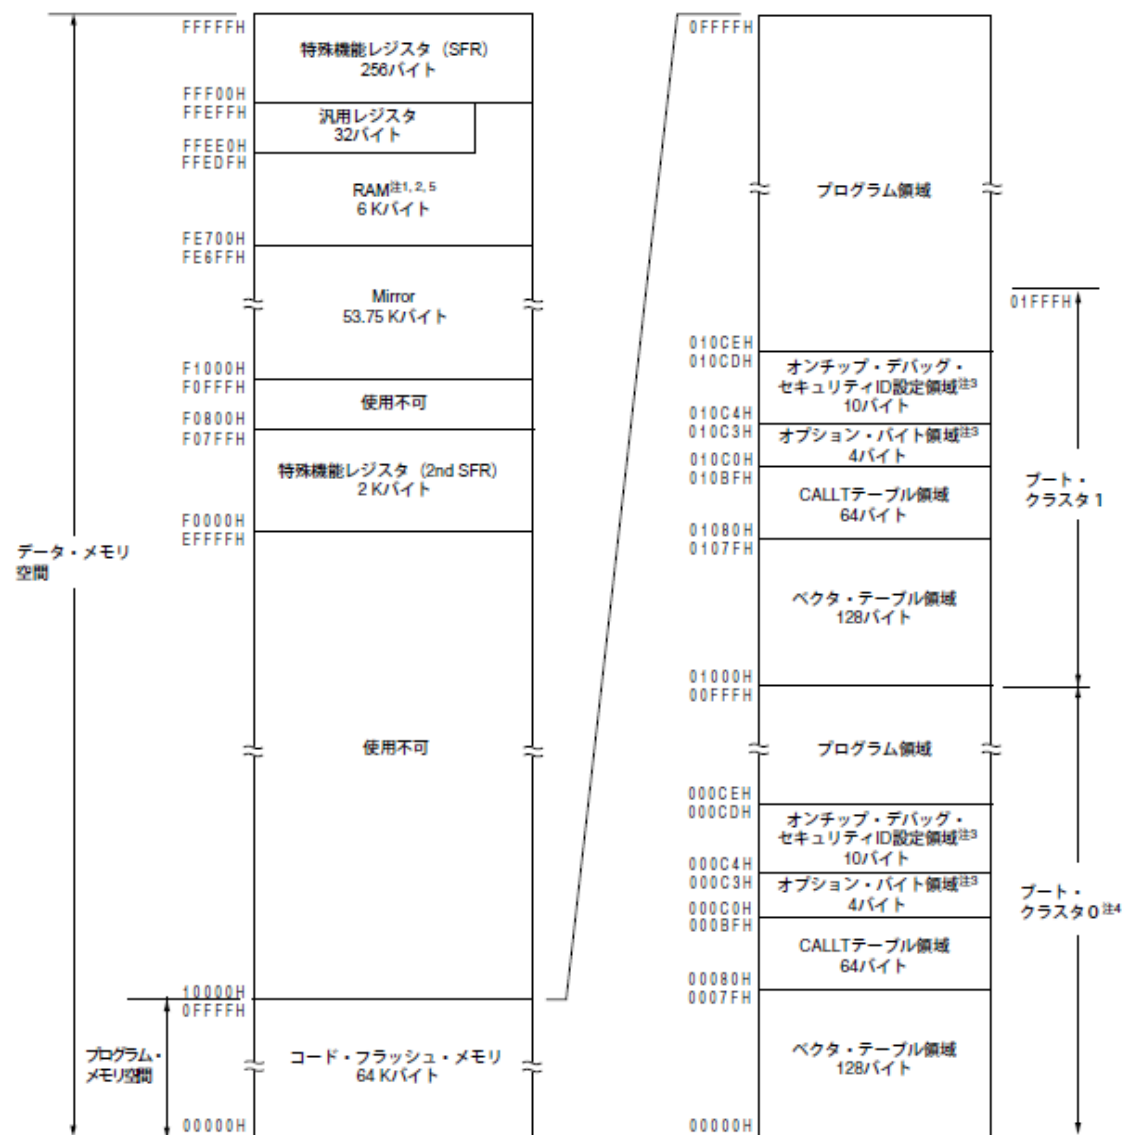 FFFFFH
特殊機能レジスタ（SFR）
256バイト
FFF00H
FFEFFH
汎用レジスタ
32バイト
FFEE0H
FFEDFH
RAM注1, 2, 5
6 Kバイト
FE700H
FE6FFH
Mirror
53.75 Kバイト
F1000H
F0FFFH
使用不可
F0800H
F07FFH
特殊機能レジスタ（2nd SFR）
2 Kバイト
F0000H
EFFFFH
データ・メモリ
空間
使用不可
10000H
0FFFFH
プログラム・
メモリ空間
コード・フラッシュ・メモリ
64 Kバイト
00000H
0FFFFH
プログラム領域
01FFFH
010CEH
010CDH
オンチップ・デバッグ・
セキュリティID設定領域注3
10バイト
010C4H
010C3H
オプション・バイト領域注3
4バイト
010C0H
010BFH
CALLTテーブル領域
64バイト
ブート・
クラスタ1
01080H
0107FH
ベクタ・テーブル領域
128バイト
01000H
00FFFH
プログラム領域
000CEH
000CDH
オンチップ・デバッグ・
セキュリティID設定領域注3
10バイト
000C4H
000C3H
オプション・バイト領域注3
4バイト
000C0H
000BFH
ブート・
クラスタ0注4
CALLTテーブル領域
64バイト
00080H
0007FH
ベクタ・テーブル領域
128バイト
00000H